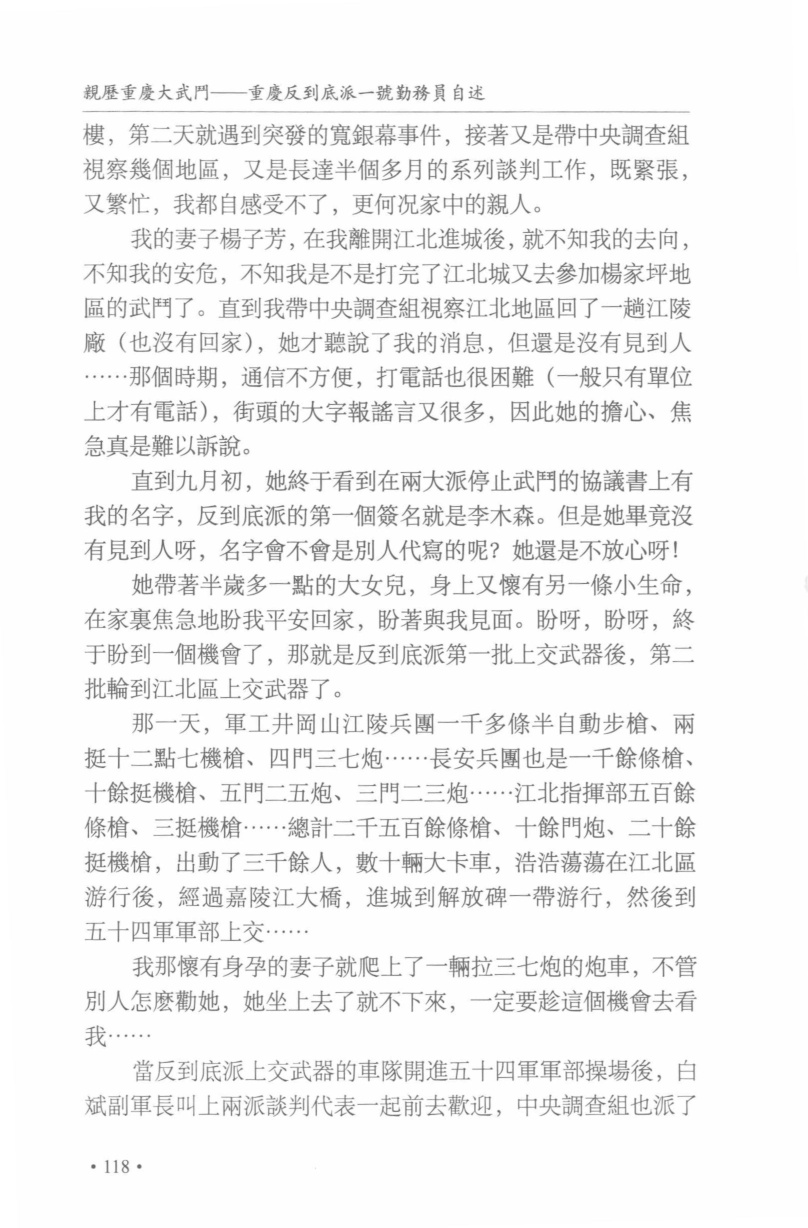 親歷重慶大武鬥——重慶反到底派一號勤務員自述
樓，第二天就遇到突發的寬銀幕事件，接著又是帶中央調查組
視察幾個地區，又是長達半個多月的系列談判工作，既緊張，
又繁忙，我都自感受不了，更何况家中的親人。
我的妻子楊子芳，在我離開江北進城後，就不知我的去向，
不知我的安危，不知我是不是打完了江北城又去參加楊家坪地
區的武鬥了。直到我帶中央調查組視察江北地區回了一趟江陵
廠（也沒有回家），她才聽說了我的消息，但還是沒有見到人
……那個時期，通信不方便，打電話也很困難（一般只有單位
上才有電話），街頭的大字報謠言又很多，因此她的擔心、焦
急真是難以訴說。
直到九月初，她終于看到在兩大派停止武鬥的協議書上有
我的名字，反到底派的第一個簽名就是李木森。但是她畢竟沒
有見到人呀，名字會不會是別人代寫的呢？她還是不放心呀！
她帶著半歲多一點的大女兒，身上又懷有另一條小生命，
在家裏焦急地盼我平安回家，盼著與我見面。盼呀，盼呀，終
于盼到一個機會了，那就是反到底派第一批上交武器後，第二
批輪到江北區上交武器了。
那一天，軍工井岡山江陵兵團一千多條半自動步槍、兩
挺十二點七機槍、四門三七炮……長安兵團也是一千餘條槍、
十餘挺機槍、五門二五炮、三門二三炮……江北指揮部五百餘
條槍、三挺機槍……總計二千五百餘條槍、十餘門炮、二十餘
挺機槍，出動了三千餘人，數十輛大卡車，浩浩蕩蕩在江北區
游行後，經過嘉陵江大橋，進城到解放碑一帶游行，然後到
五十四軍軍部上交……
我那懷有身孕的妻子就爬上了一輛拉三七炮的炮車，不管
別人怎麽勸她，她坐上去了就不下來，一定要趁這個機會去看
我……
當反到底派上交武器的車隊開進五十四軍軍部操場後，白
斌副軍長叫上兩派談判代表一起前去歡迎，中央調查組也派了
•118•